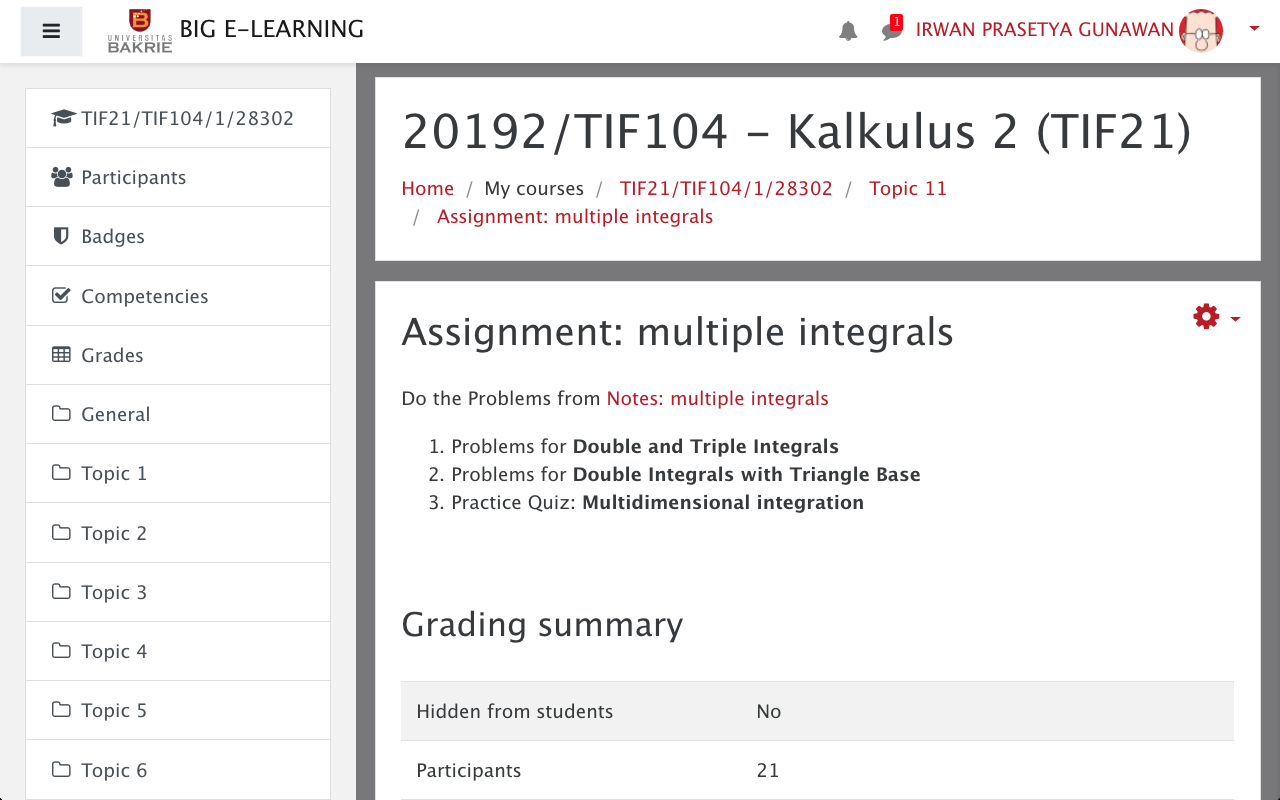 UNIVERSITAS
BAKRIE
BIG E-LEARNING
1
IRWAN PRASETYA GUNAWAN
TIF21/TIF104/1/28302
Participants
Badges
Competencies
Grades
General
Topic 1
Topic 2
Topic 3
Topic 4
Topic 5
Topic 6
20192/TIF104 - Kalkulus 2 (TIF21)
Home / My courses / TIF21/TIF104/1/28302 / Topic 11
/ Assignment: multiple integrals
Assignment: multiple integrals
Do the Problems from Notes: multiple integrals
1. Problems for Double and Triple Integrals
2. Problems for Double Integrals with Triangle Base
3. Practice Quiz: Multidimensional integration
Grading summary
Hidden from students No
Participants 21